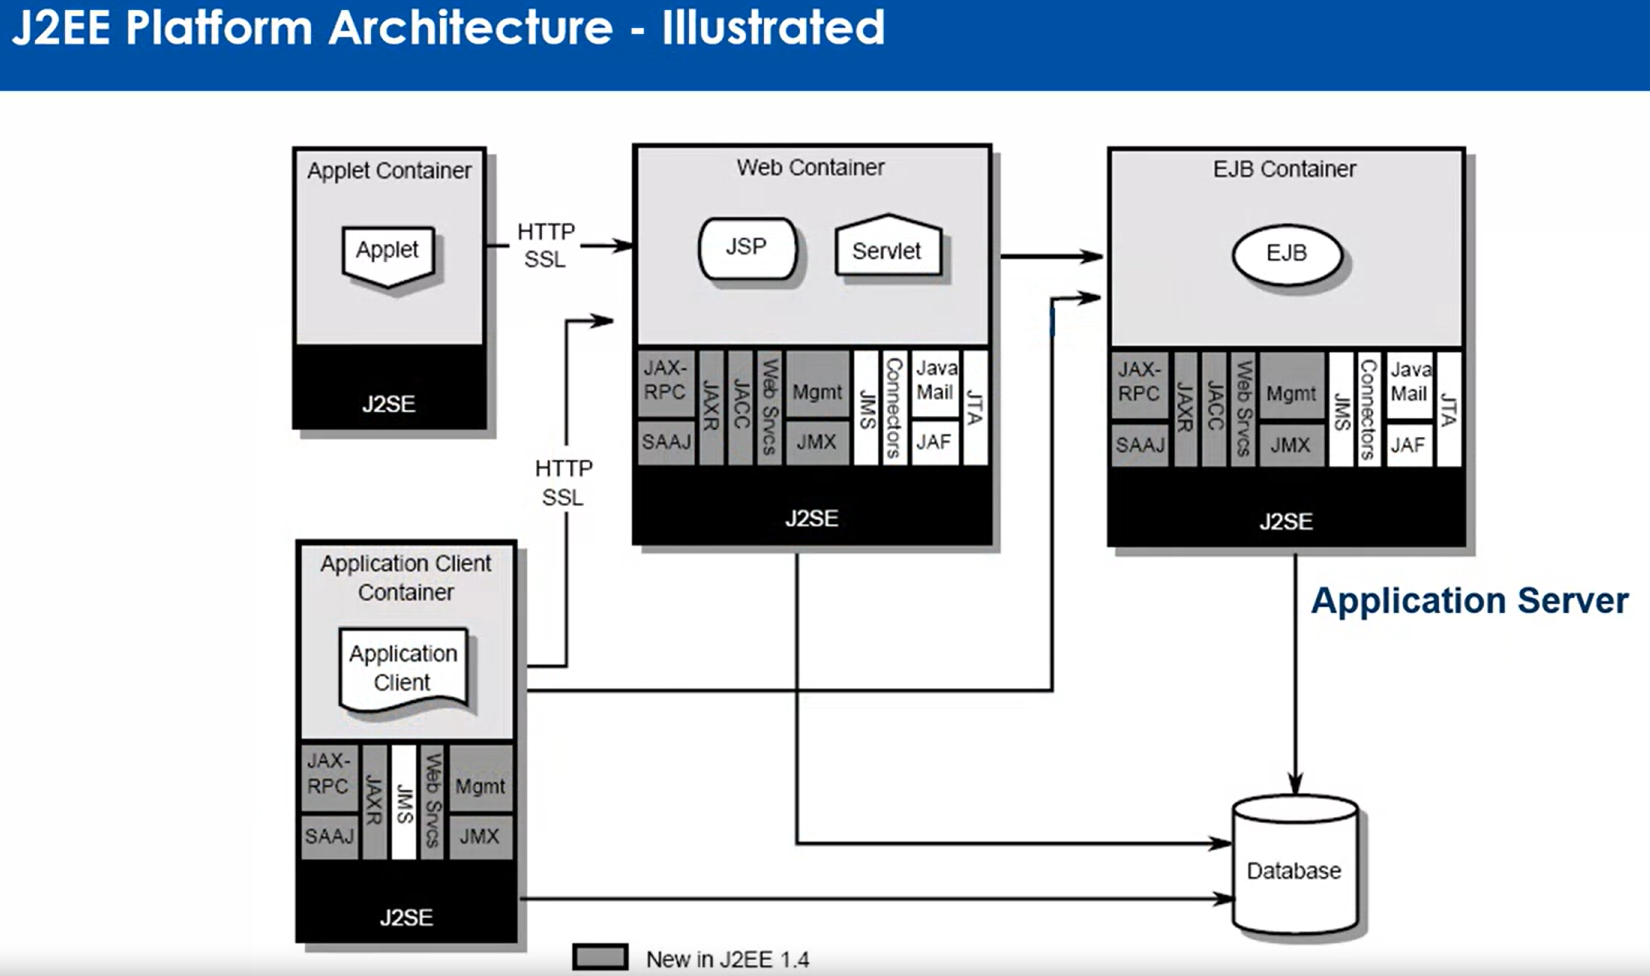 J2EE Platform Architecture - Illustrated
Applet Container
Applet
J2SE
HTTP
SSL
Web Container
JSP
Servlet
JAX-
RPC
SAAJ
JAXR
JACC
Web Srvcs
Mgmt
JMX
JMS
Connectors
Java
Mail
JAF
JTA
J2SE
EJB Container
EJB
JAX-
RPC
SAAJ
JAXR
JACC
Web Srvcs
Mgmt
JMX
JMS
Connectors
Java
Mail
JAF
JTA
J2SE
HTTP
SSL
Application Client
Container
Application
Client
JAX-
RPC
SAAJ
JAXR
JMS
Web Srvcs
Mgmt
JMX
J2SE
Application Server
Database
New in J2EE 1.4